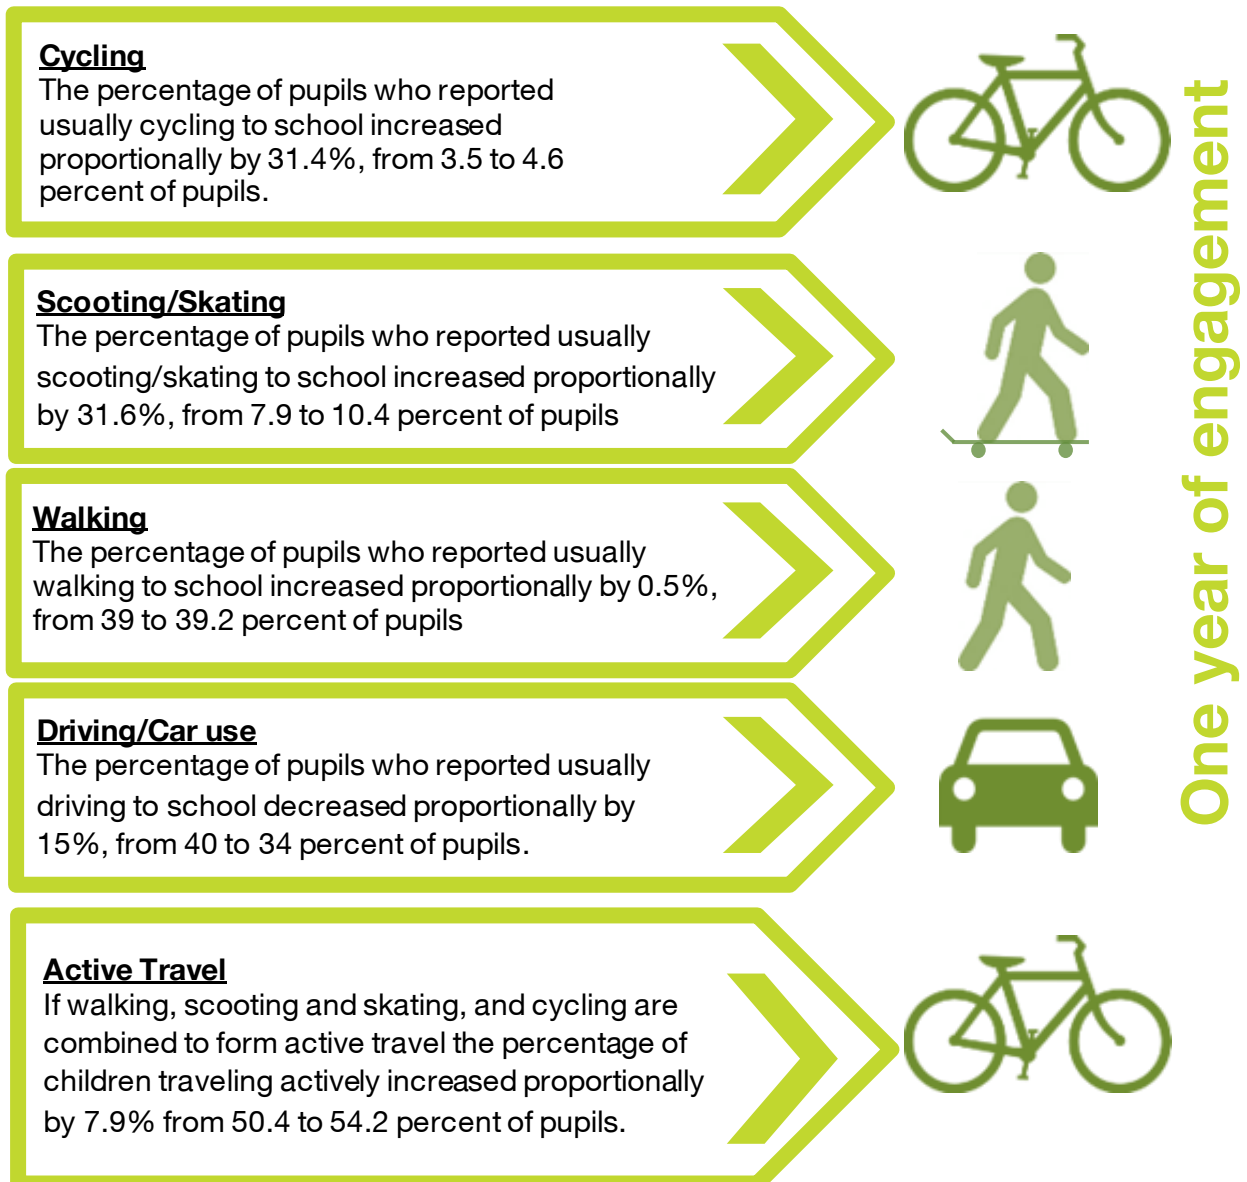 Cycling
The percentage of pupils who reported
usually cycling to school increased
proportionally by 31.4%, from 3.5 to 4.6
percent of pupils.
Scooting/Skating
The percentage of pupils who reported usually
scooting/skating to school increased proportionally
by 31.6%, from 7.9 to 10.4 percent of pupils
Walking
The percentage of pupils who reported usually
walking to school increased proportionally by 0.5%,
from 39 to 39.2 percent of pupils
Driving/Car use
The percentage of pupils who reported usually
driving to school decreased proportionally by
15%, from 40 to 34 percent of pupils.
Active Travel
If walking, scooting and skating, and cycling are
combined to form active travel the percentage of
children traveling actively increased proportionally
by 7.9% from 50.4 to 54.2 percent of pupils.
One year of engagement